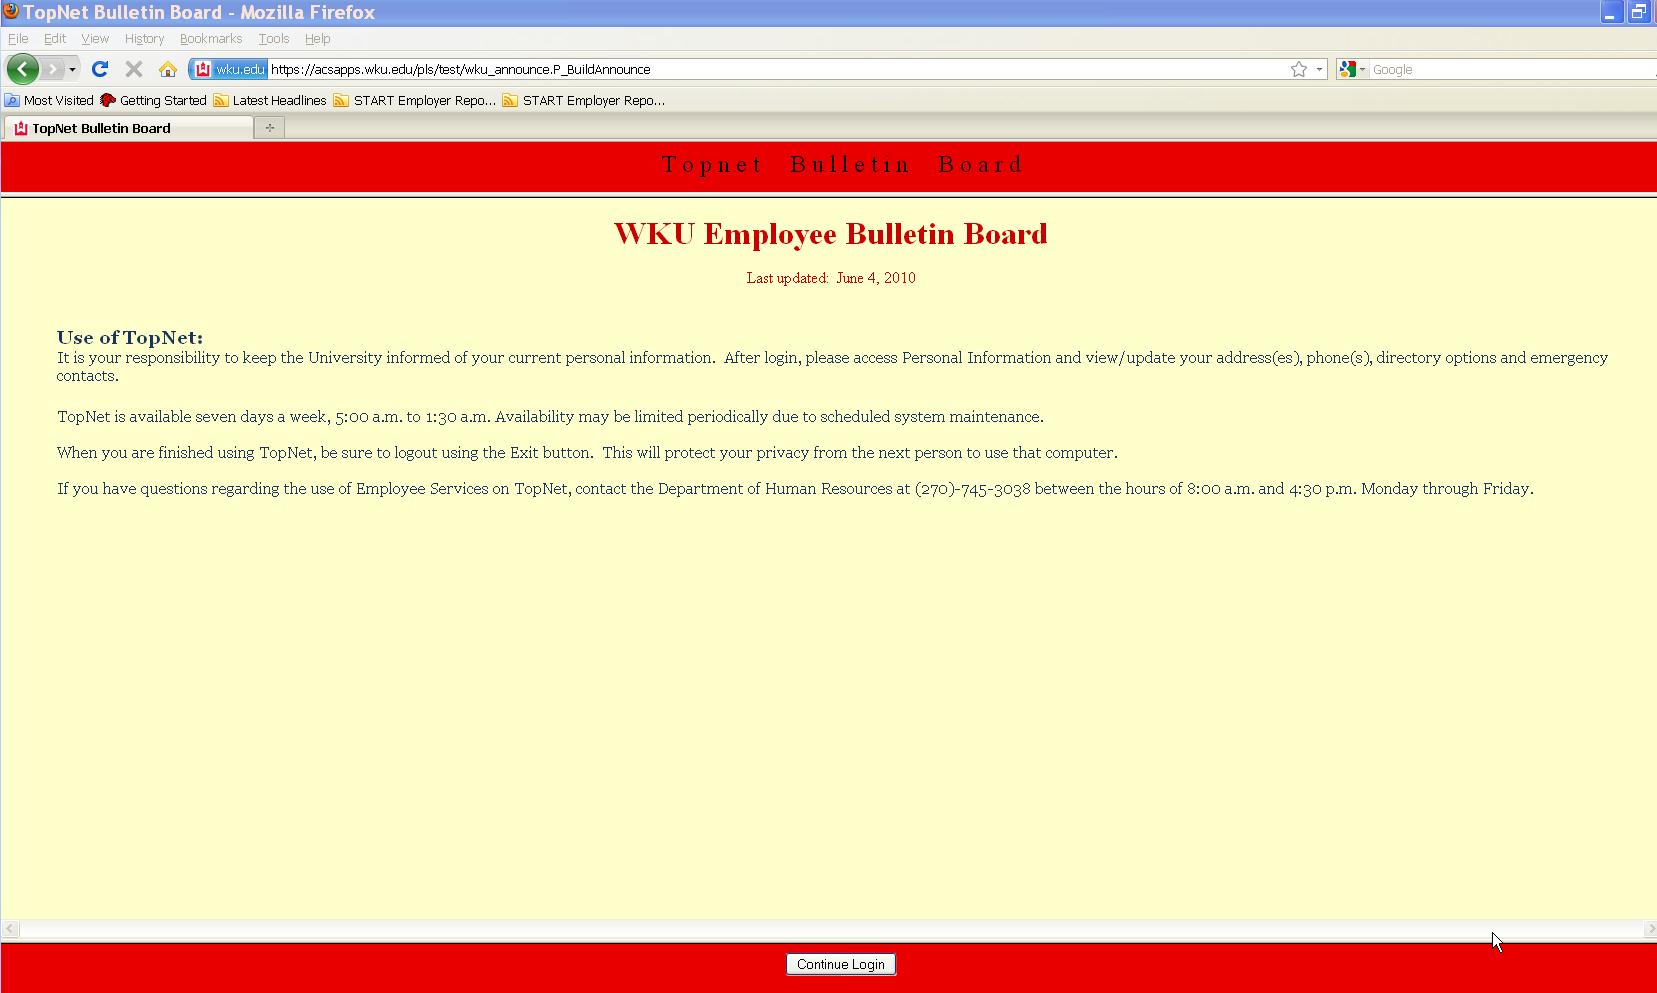 TopNet Bulletin Board - Mozilla Firefox
File Edit View History Bookmarks Tools Help
wku.edu https://acsapps.wku.edu/pls/test/wku_announce.P_BuildAnnounce Google
Most Visited Getting Started Latest Headlines START Employer Repo... START Employer Repo...
TopNet Bulletin Board
Topnet Bulletin Board
WKU Employee Bulletin Board
Last updated: June 4, 2010
Use of TopNet:
It is your responsibility to keep the University informed of your current personal information. After login, please access Personal Information and view/update your address(es), phone(s), directory options and emergency
contacts.
TopNet is available seven days a week, 5:00 a.m. to 1:30 a.m. Availability may be limited periodically due to scheduled system maintenance.
When you are finished using TopNet, be sure to logout using the Exit button. This will protect your privacy from the next person to use that computer.
If you have questions regarding the use of Employee Services on TopNet, contact the Department of Human Resources at (270)-745-3038 between the hours of 8:00 a.m. and 4:30 p.m. Monday through Friday.
Continue Login